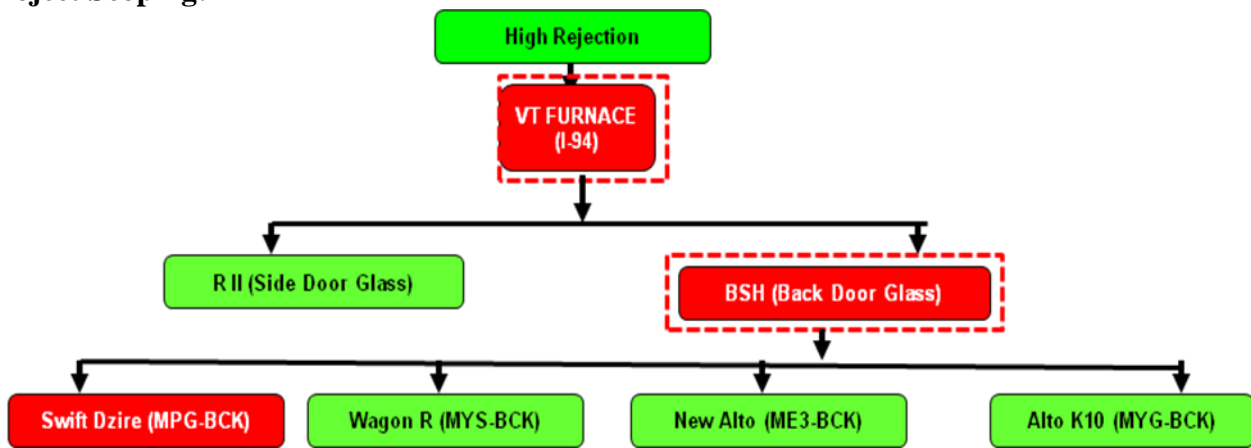 High Rejection
VT FURNACE
(I-94)
R II (Side Door Glass)
BSH (Back Door Glass)
Swift Dzire (MPG-BCK)
Wagon R (MYS-BCK)
New Alto (ME3-BCK)
Alto K10 (MYG-BCK)